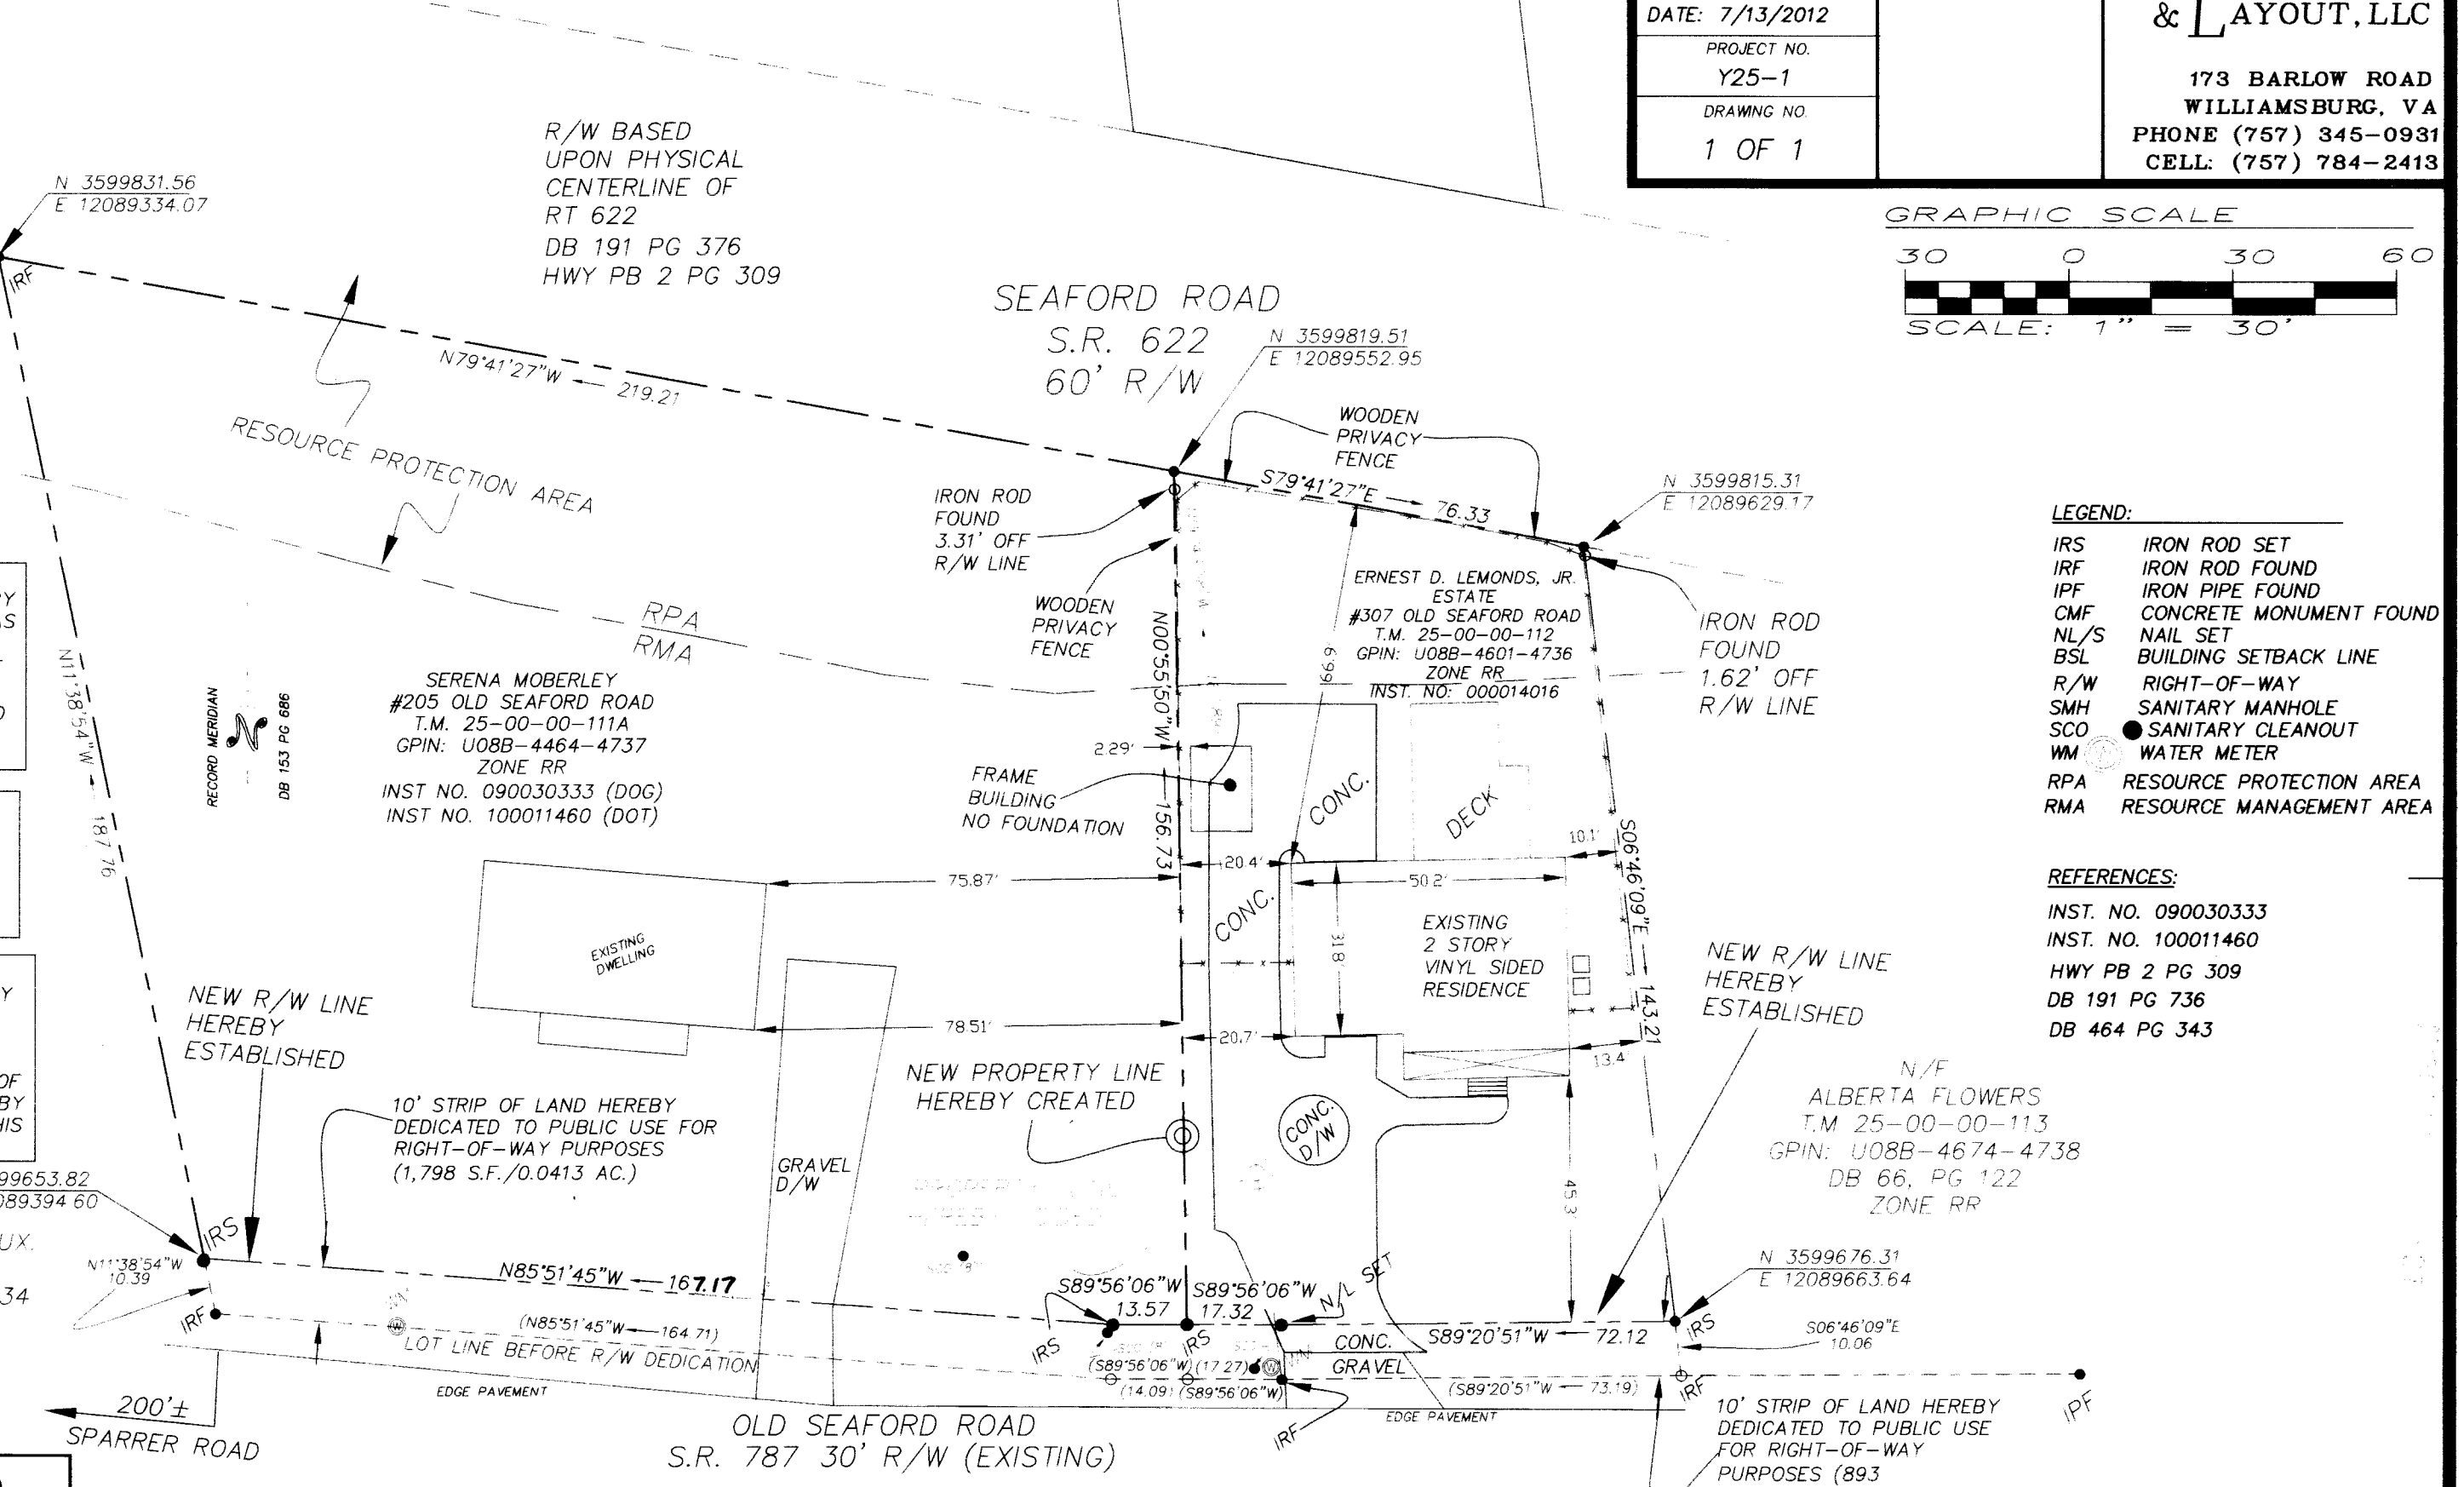 DATE: 7/13/2012
PROJECT NO.
Y25-1
DRAWING NO.
1 OF 1
& LAYOUT, LLC
173 BARLOW ROAD
WILLIAMSBURG, VA
PHONE (757) 345-0931
CELL: (757) 784-2413
GRAPHIC SCALE
30 0 30 60
SCALE: 1" = 30'
R/W BASED
UPON PHYSICAL
CENTERLINE OF
RT 622
DB 191 PG 376
HWY PB 2 PG 309
N 3599831.56
E 12089334.07
IRF
SEAFORD ROAD
S.R. 622
60' R/W
N 3599819.51
E 12089552.95
N79°41'27"W 219.21
RESOURCE PROTECTION AREA
WOODEN
PRIVACY
FENCE
S79°41'27"E 76.33
N 3599815.31
E 12089629.17
IRON ROD
FOUND
3.31' OFF
R/W LINE
WOODEN
PRIVACY
FENCE
ERNEST D. LEMONDS, JR.
ESTATE
#307 OLD SEAFORD ROAD
T.M. 25-00-00-112
GPIN: U08B-4601-4736
ZONE RR
INST. NO: 000014016
IRON ROD
FOUND
1.62' OFF
R/W LINE
LEGEND:
IRS IRON ROD SET
IRF IRON ROD FOUND
IPF IRON PIPE FOUND
CMF CONCRETE MONUMENT FOUND
NL/S NAIL SET
BSL BUILDING SETBACK LINE
R/W RIGHT-OF-WAY
SMH SANITARY MANHOLE
SCO SANITARY CLEANOUT
WM WATER METER
RPA RESOURCE PROTECTION AREA
RMA RESOURCE MANAGEMENT AREA
REFERENCES:
INST. NO. 090030333
INST. NO. 100011460
HWY PB 2 PG 309
DB 191 PG 736
DB 464 PG 343
RPA
RMA
N11°38'54"W 187.76
RECORD MERIDIAN
N
DB 153 PG 686
SERENA MOBERLEY
#205 OLD SEAFORD ROAD
T.M. 25-00-00-111A
GPIN: U08B-4464-4737
ZONE RR
INST NO. 090030333 (DOG)
INST NO. 100011460 (DOT)
N00°55'50"W 156.73
69.9
2.29'
FRAME
BUILDING
NO FOUNDATION
CONC.
DECK
10.1'
S06°46'09"E 143.21
75.87'
20.4'
50.2'
CONC.
31.8'
EXISTING
DWELLING
EXISTING
2 STORY
VINYL SIDED
RESIDENCE
78.51'
20.7'
13.4'
NEW R/W LINE
HEREBY
ESTABLISHED
NEW R/W LINE
HEREBY
ESTABLISHED
NEW PROPERTY LINE
HEREBY CREATED
CONC.
D/W
45.3'
10' STRIP OF LAND HEREBY
DEDICATED TO PUBLIC USE FOR
RIGHT-OF-WAY PURPOSES
(1,798 S.F./0.0413 AC.)
GRAVEL
D/W
N/F
ALBERTA FLOWERS
T.M 25-00-00-113
GPIN: U08B-4674-4738
DB 66, PG 122
ZONE RR
Y
AS
Y
OF
BY
HIS
99653.82
089394.60
UX.
34
N11°38'54"W
10.39
IRS
IRF
N85°51'45"W 167.17
(N85°51'45"W 164.71)
LOT LINE BEFORE R/W DEDICATION
EDGE PAVEMENT
S89°56'06"W
13.57
S89°56'06"W
17.32
N/L SET
IRS
IRS
(S89°56'06"W) (17.27)
(14.09) (S89°56'06"W)
CONC.
GRAVEL
S89°20'51"W 72.12
(S89°20'51"W 73.19)
IRS
IRF
IRF
N 3599676.31
E 12089663.64
S06°46'09"E
10.06
EDGE PAVEMENT
IPF
200'±
SPARRER ROAD
OLD SEAFORD ROAD
S.R. 787 30' R/W (EXISTING)
10' STRIP OF LAND HEREBY
DEDICATED TO PUBLIC USE
FOR RIGHT-OF-WAY
PURPOSES (893